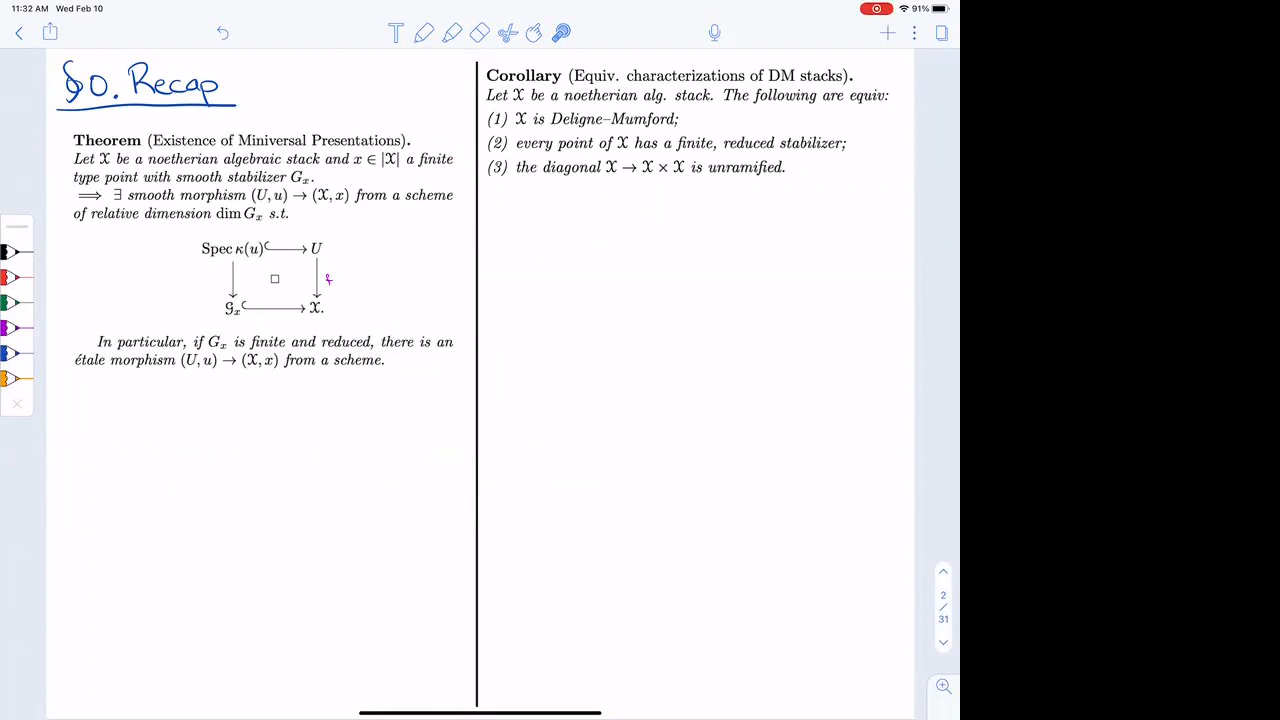 11:32 AM Wed Feb 10
91%
§0. Recap
Theorem (Existence of Miniversal Presentations).
Let 𝒳 be a noetherian algebraic stack and x ∈ |𝒳| a finite
type point with smooth stabilizer Gₓ.
⟹ ∃ smooth morphism (U, u) → (𝒳, x) from a scheme
of relative dimension dim Gₓ s.t.
Spec κ(u) ↪ U
□ f
𝒢ₓ ↪ 𝒳.
In particular, if Gₓ is finite and reduced, there is an
étale morphism (U, u) → (𝒳, x) from a scheme.
Corollary (Equiv. characterizations of DM stacks).
Let 𝒳 be a noetherian alg. stack. The following are equiv:
(1) 𝒳 is Deligne–Mumford;
(2) every point of 𝒳 has a finite, reduced stabilizer;
(3) the diagonal 𝒳 → 𝒳 × 𝒳 is unramified.
2
/
31